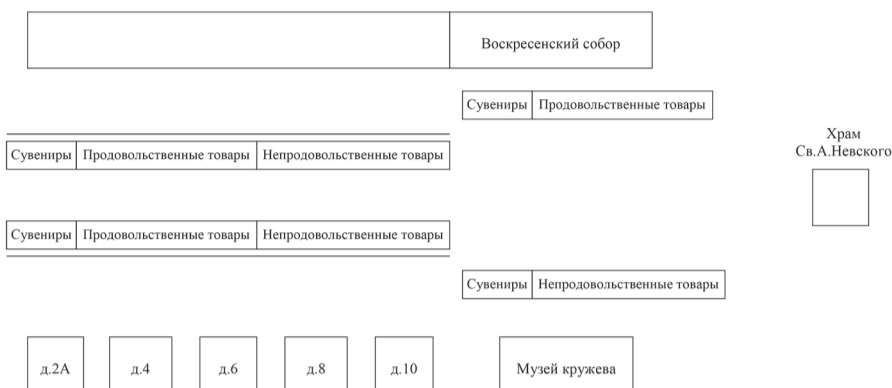 Воскресенский собор
Сувениры Продовольственные товары
Храм
Св.А.Невского
Сувениры Продовольственные товары Непродовольственные товары
Сувениры Продовольственные товары Непродовольственные товары
Сувениры Непродовольственные товары
д.2А д.4 д.6 д.8 д.10 Музей кружева